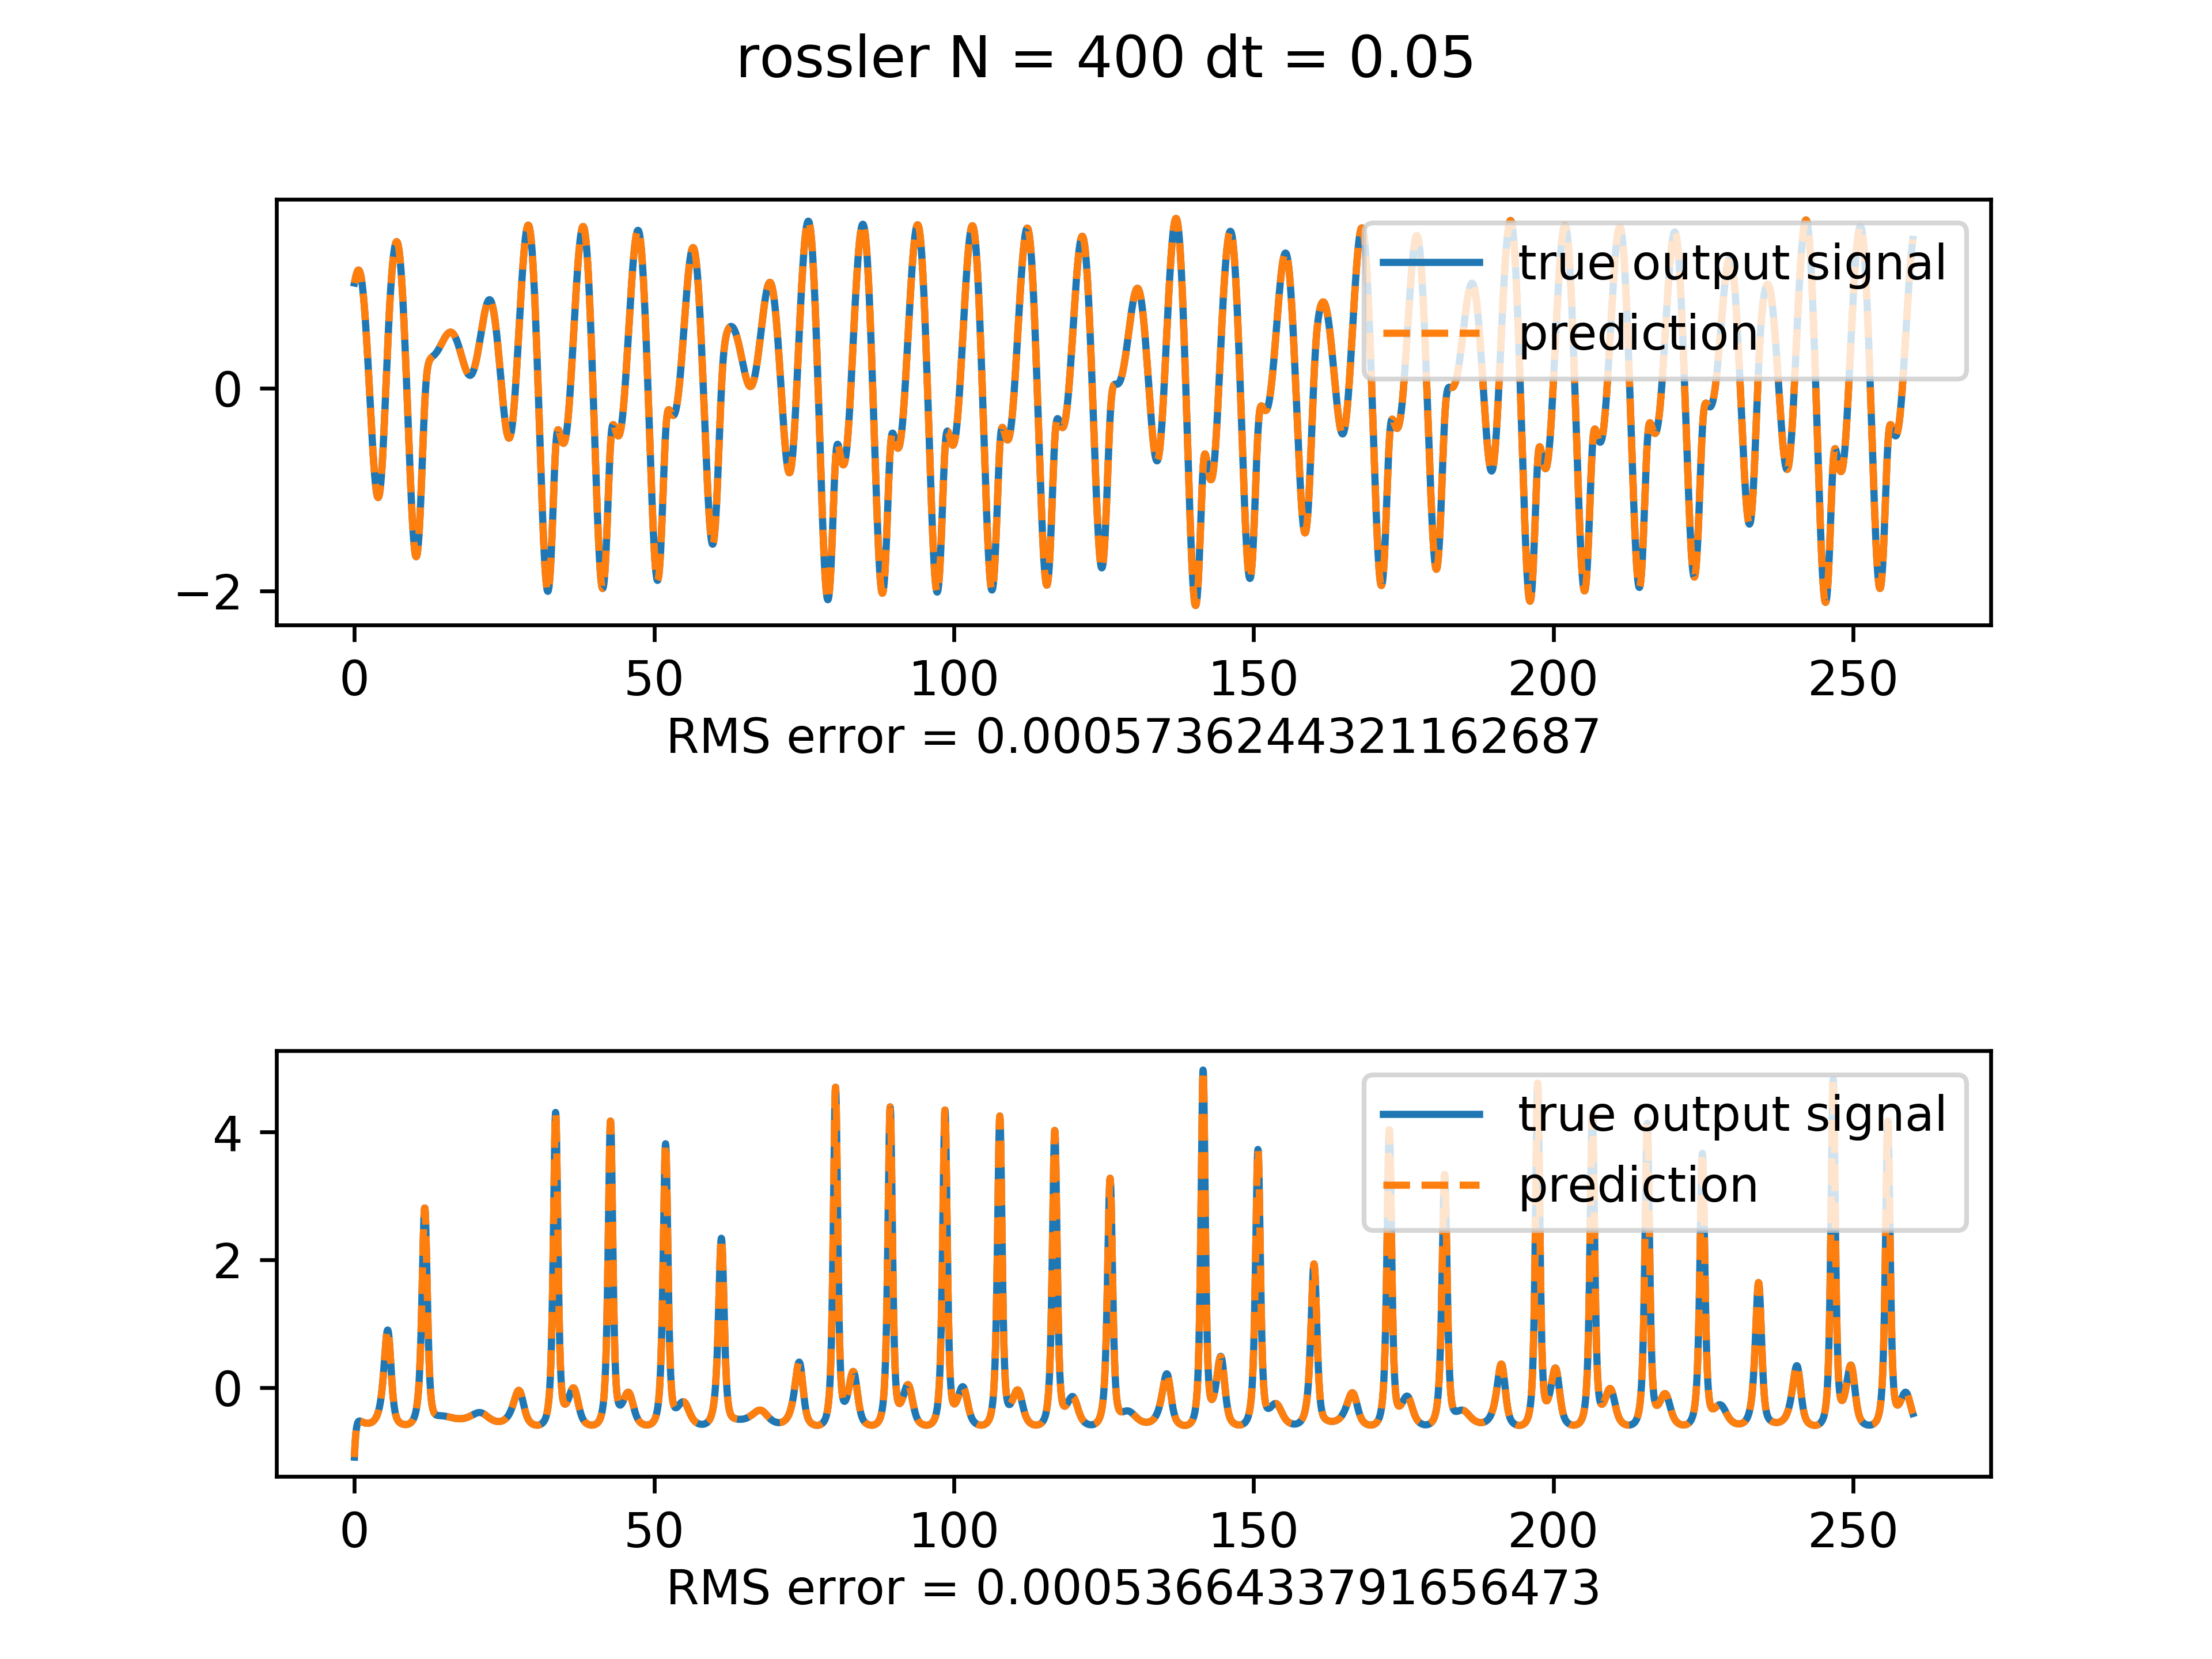 rossler N = 400 dt = 0.05
true output signal
prediction
0
−2
0 50 100 150 200 250
RMS error = 0.0005736244321162687
true output signal
prediction
4
2
0
0 50 100 150 200 250
RMS error = 0.0005366433791656473